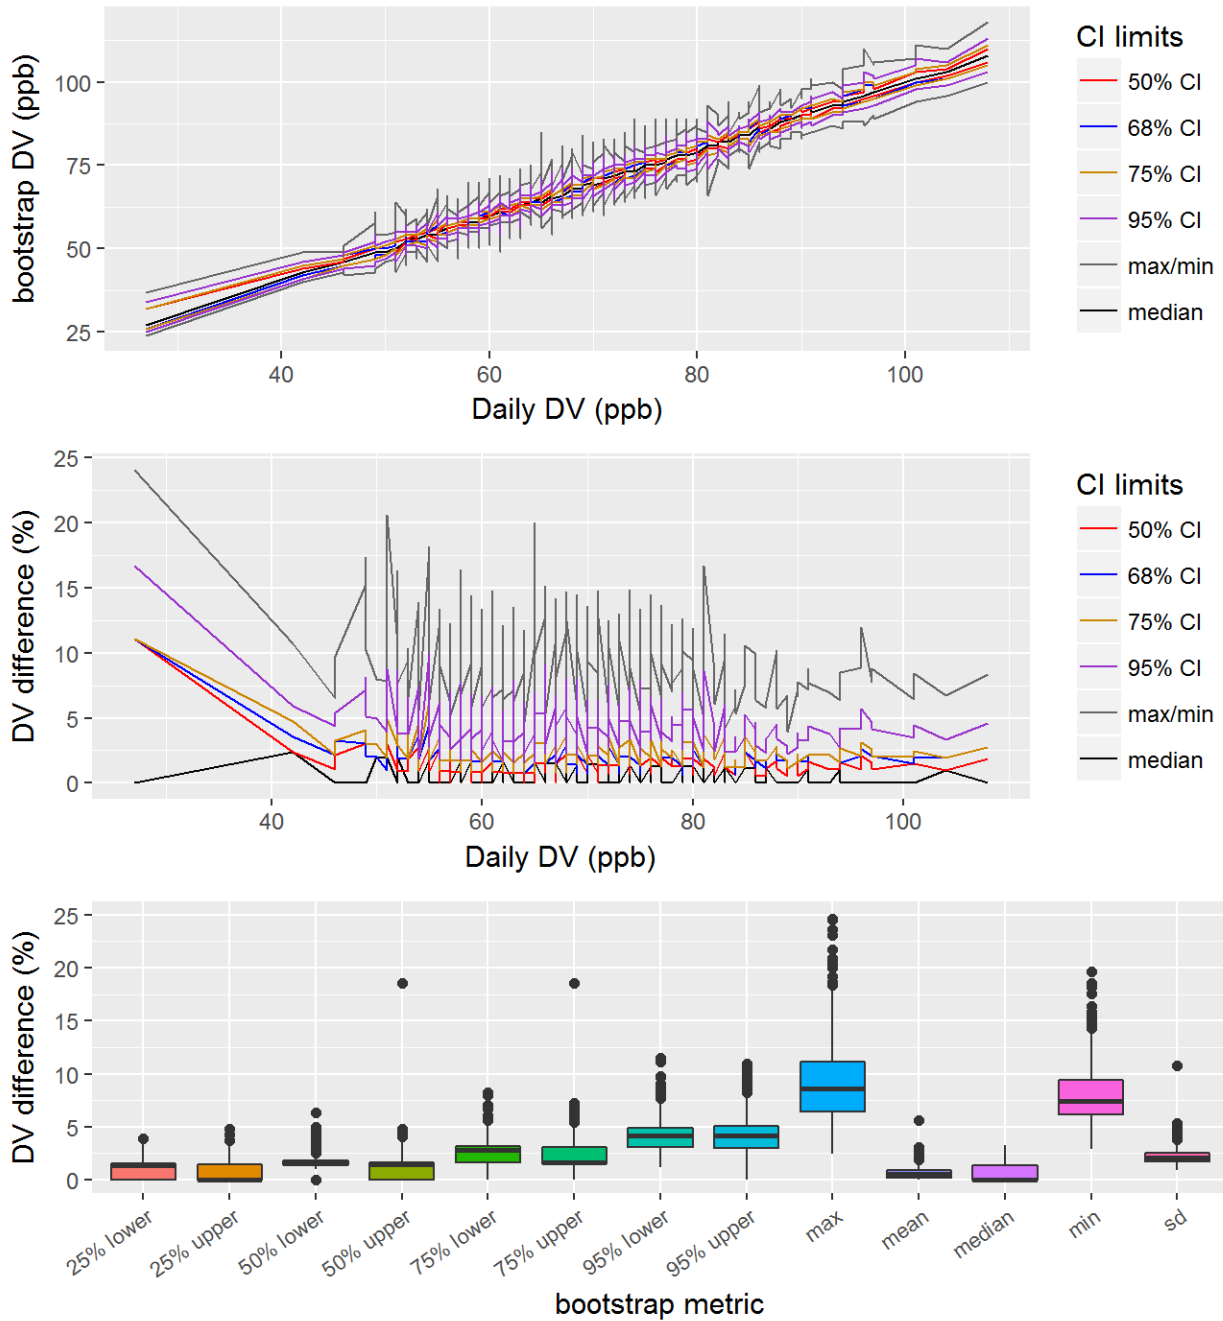 bootstrap DV (ppb)
100
75
50
25
40 60 80 100
Daily DV (ppb)
CI limits
50% CI
68% CI
75% CI
95% CI
max/min
median
DV difference (%)
25
20
15
10
5
0
40 60 80 100
Daily DV (ppb)
CI limits
50% CI
68% CI
75% CI
95% CI
max/min
median
DV difference (%)
25
20
15
10
5
0
25% lower 25% upper 50% lower 50% upper 75% lower 75% upper 95% lower 95% upper max mean median min sd
bootstrap metric